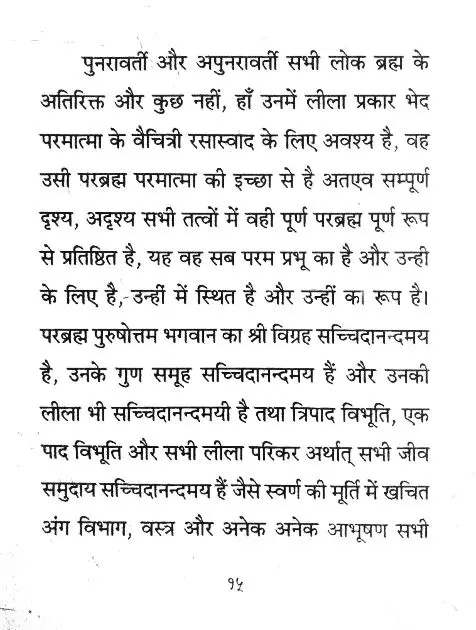 पुनरावर्ती और अपुनरावर्ती सभी लोक ब्रह्म के
अतिरिक्त और कुछ नहीं, हाँ उनमें लीला प्रकार भेद
परमात्मा के वैचित्री रसास्वाद के लिए अवश्य है, वह
उसी परब्रह्म परमात्मा की इच्छा से है अतएव सम्पूर्ण
दृश्य, अदृश्य सभी तत्वों में वही पूर्ण परब्रह्म पूर्ण रूप
से प्रतिष्ठित है, यह वह सब परम प्रभू का है और उन्ही
के लिए है, उन्हीं में स्थित है और उन्हीं का रूप है।
परब्रह्म पुरुषोत्तम भगवान का श्री विग्रह सच्चिदानन्दमय
है, उनके गुण समूह सच्चिदानन्दमय हैं और उनकी
लीला भी सच्चिदानन्दमयी है तथा त्रिपाद विभूति, एक
पाद विभूति और सभी लीला परिकर अर्थात् सभी जीव
समुदाय सच्चिदानन्दमय हैं जैसे स्वर्ण की मूर्ति में खचित
अंग विभाग, वस्त्र और अनेक अनेक आभूषण सभी
१५